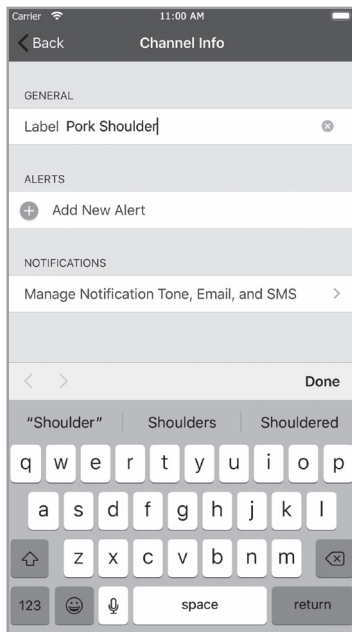 Carrier 11:00 AM
Back Channel Info
GENERAL
Label Pork Shoulder
ALERTS
Add New Alert
NOTIFICATIONS
Manage Notification Tone, Email, and SMS
Done
“Shoulder” Shoulders Shouldered
q w e r t y u i o p
a s d f g h j k l
z x c v b n m
123 space return